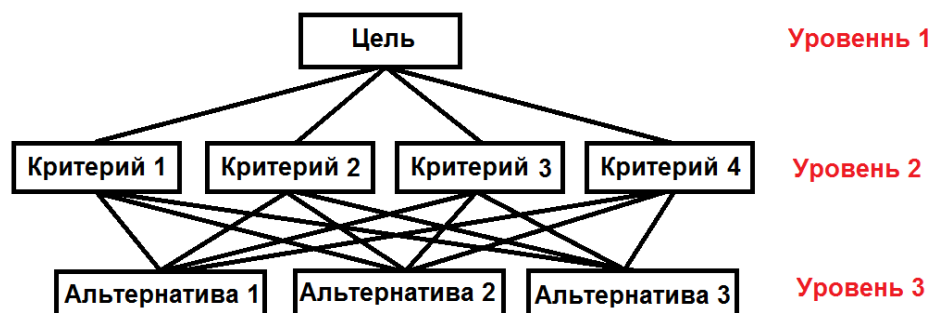 Цель
Уровеннь 1
Критерий 1
Критерий 2
Критерий 3
Критерий 4
Уровень 2
Альтернатива 1
Альтернатива 2
Альтернатива 3
Уровень 3